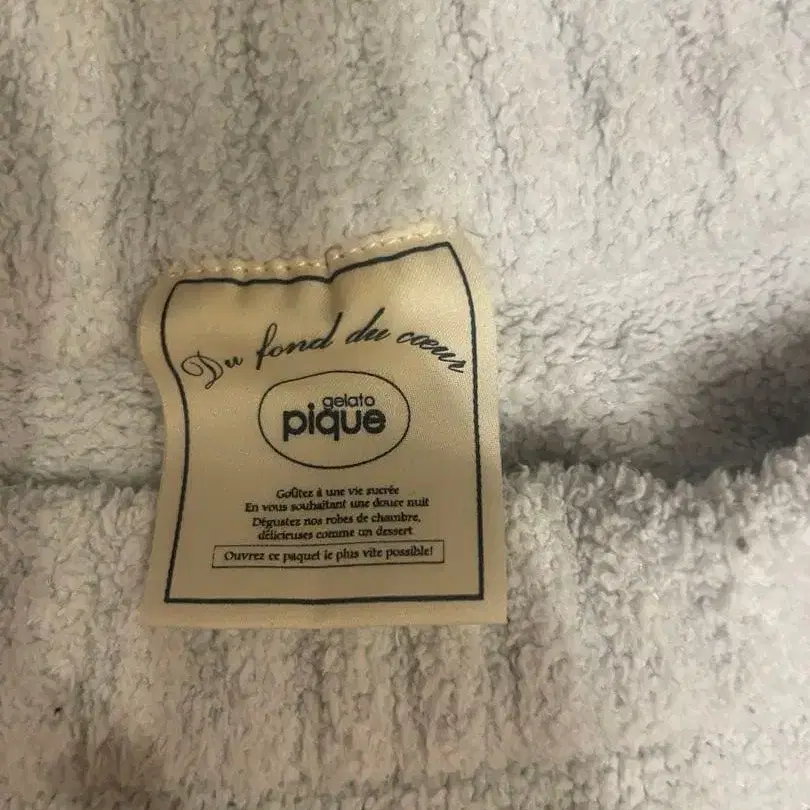 Du fond du cœur
gelato
pique
Goûtez à une vie sucrée
En vous souhaitant une douce nuit
Dégustez nos robes de chambre,
délicieuses comme un dessert
Ouvrez ce paquet le plus vite possible!